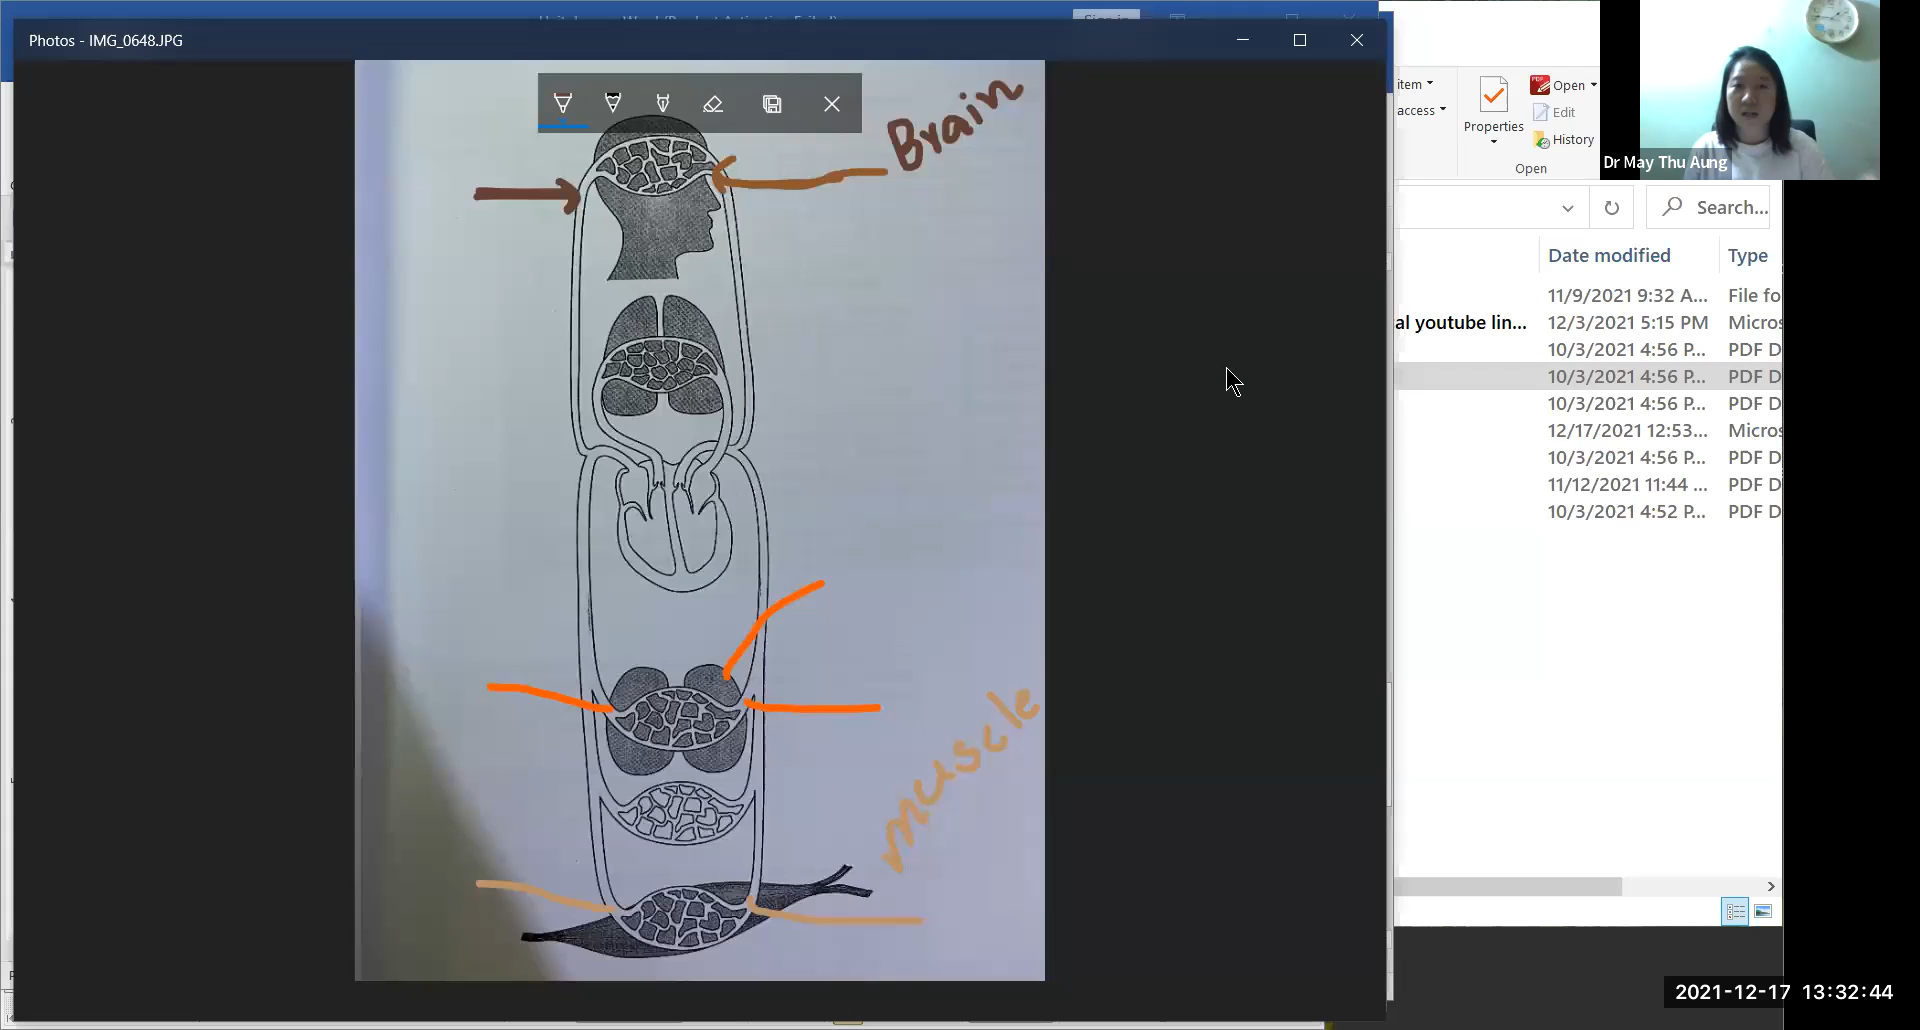 Sign in
Photos - IMG_0648.JPG
Brain
muscle
item
access
Properties
Open
Edit
History
Open
Dr May Thu Aung
Search...
Date modified Type
11/9/2021 9:32 A... File fo
al youtube lin... 12/3/2021 5:15 PM Micros
10/3/2021 4:56 P... PDF D
10/3/2021 4:56 P... PDF D
10/3/2021 4:56 P... PDF D
12/17/2021 12:53... Micros
10/3/2021 4:56 P... PDF D
11/12/2021 11:44 ... PDF D
10/3/2021 4:52 P... PDF D
2021-12-17 13:32:44